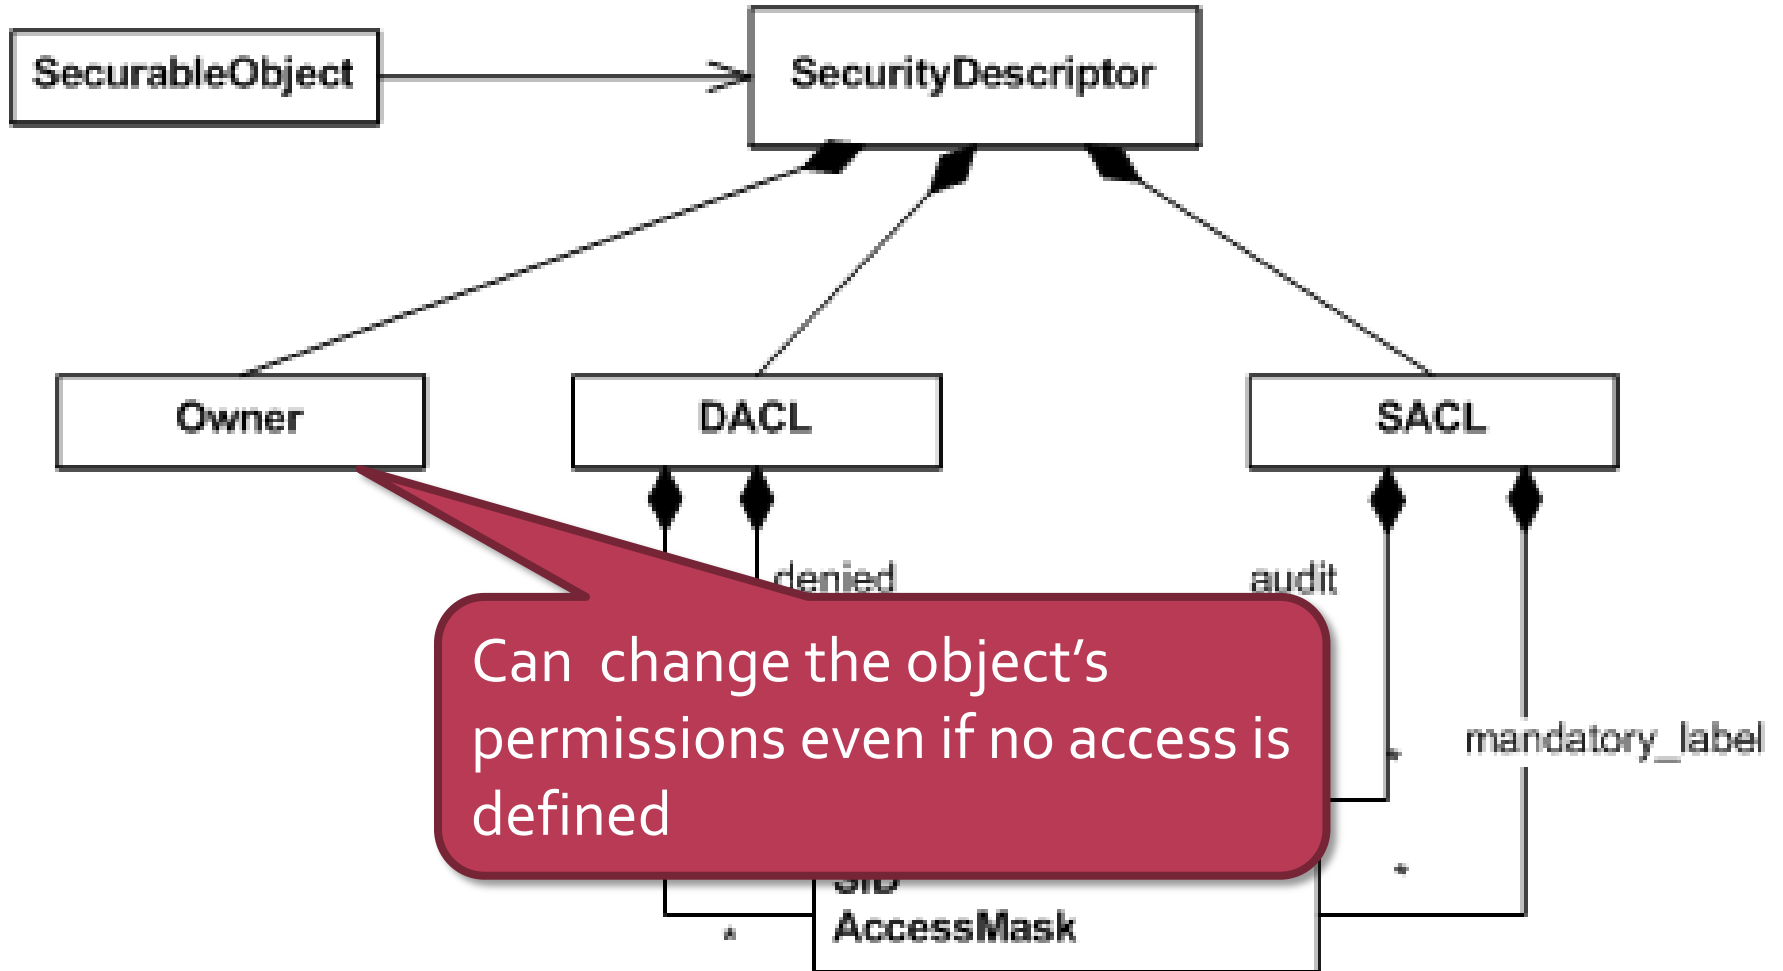 SecurableObject
SecurityDescriptor
Owner
DACL
SACL
denied
audit
Can change the object’s
permissions even if no access is
defined
*
mandatory_label
*
SID
AccessMask
*